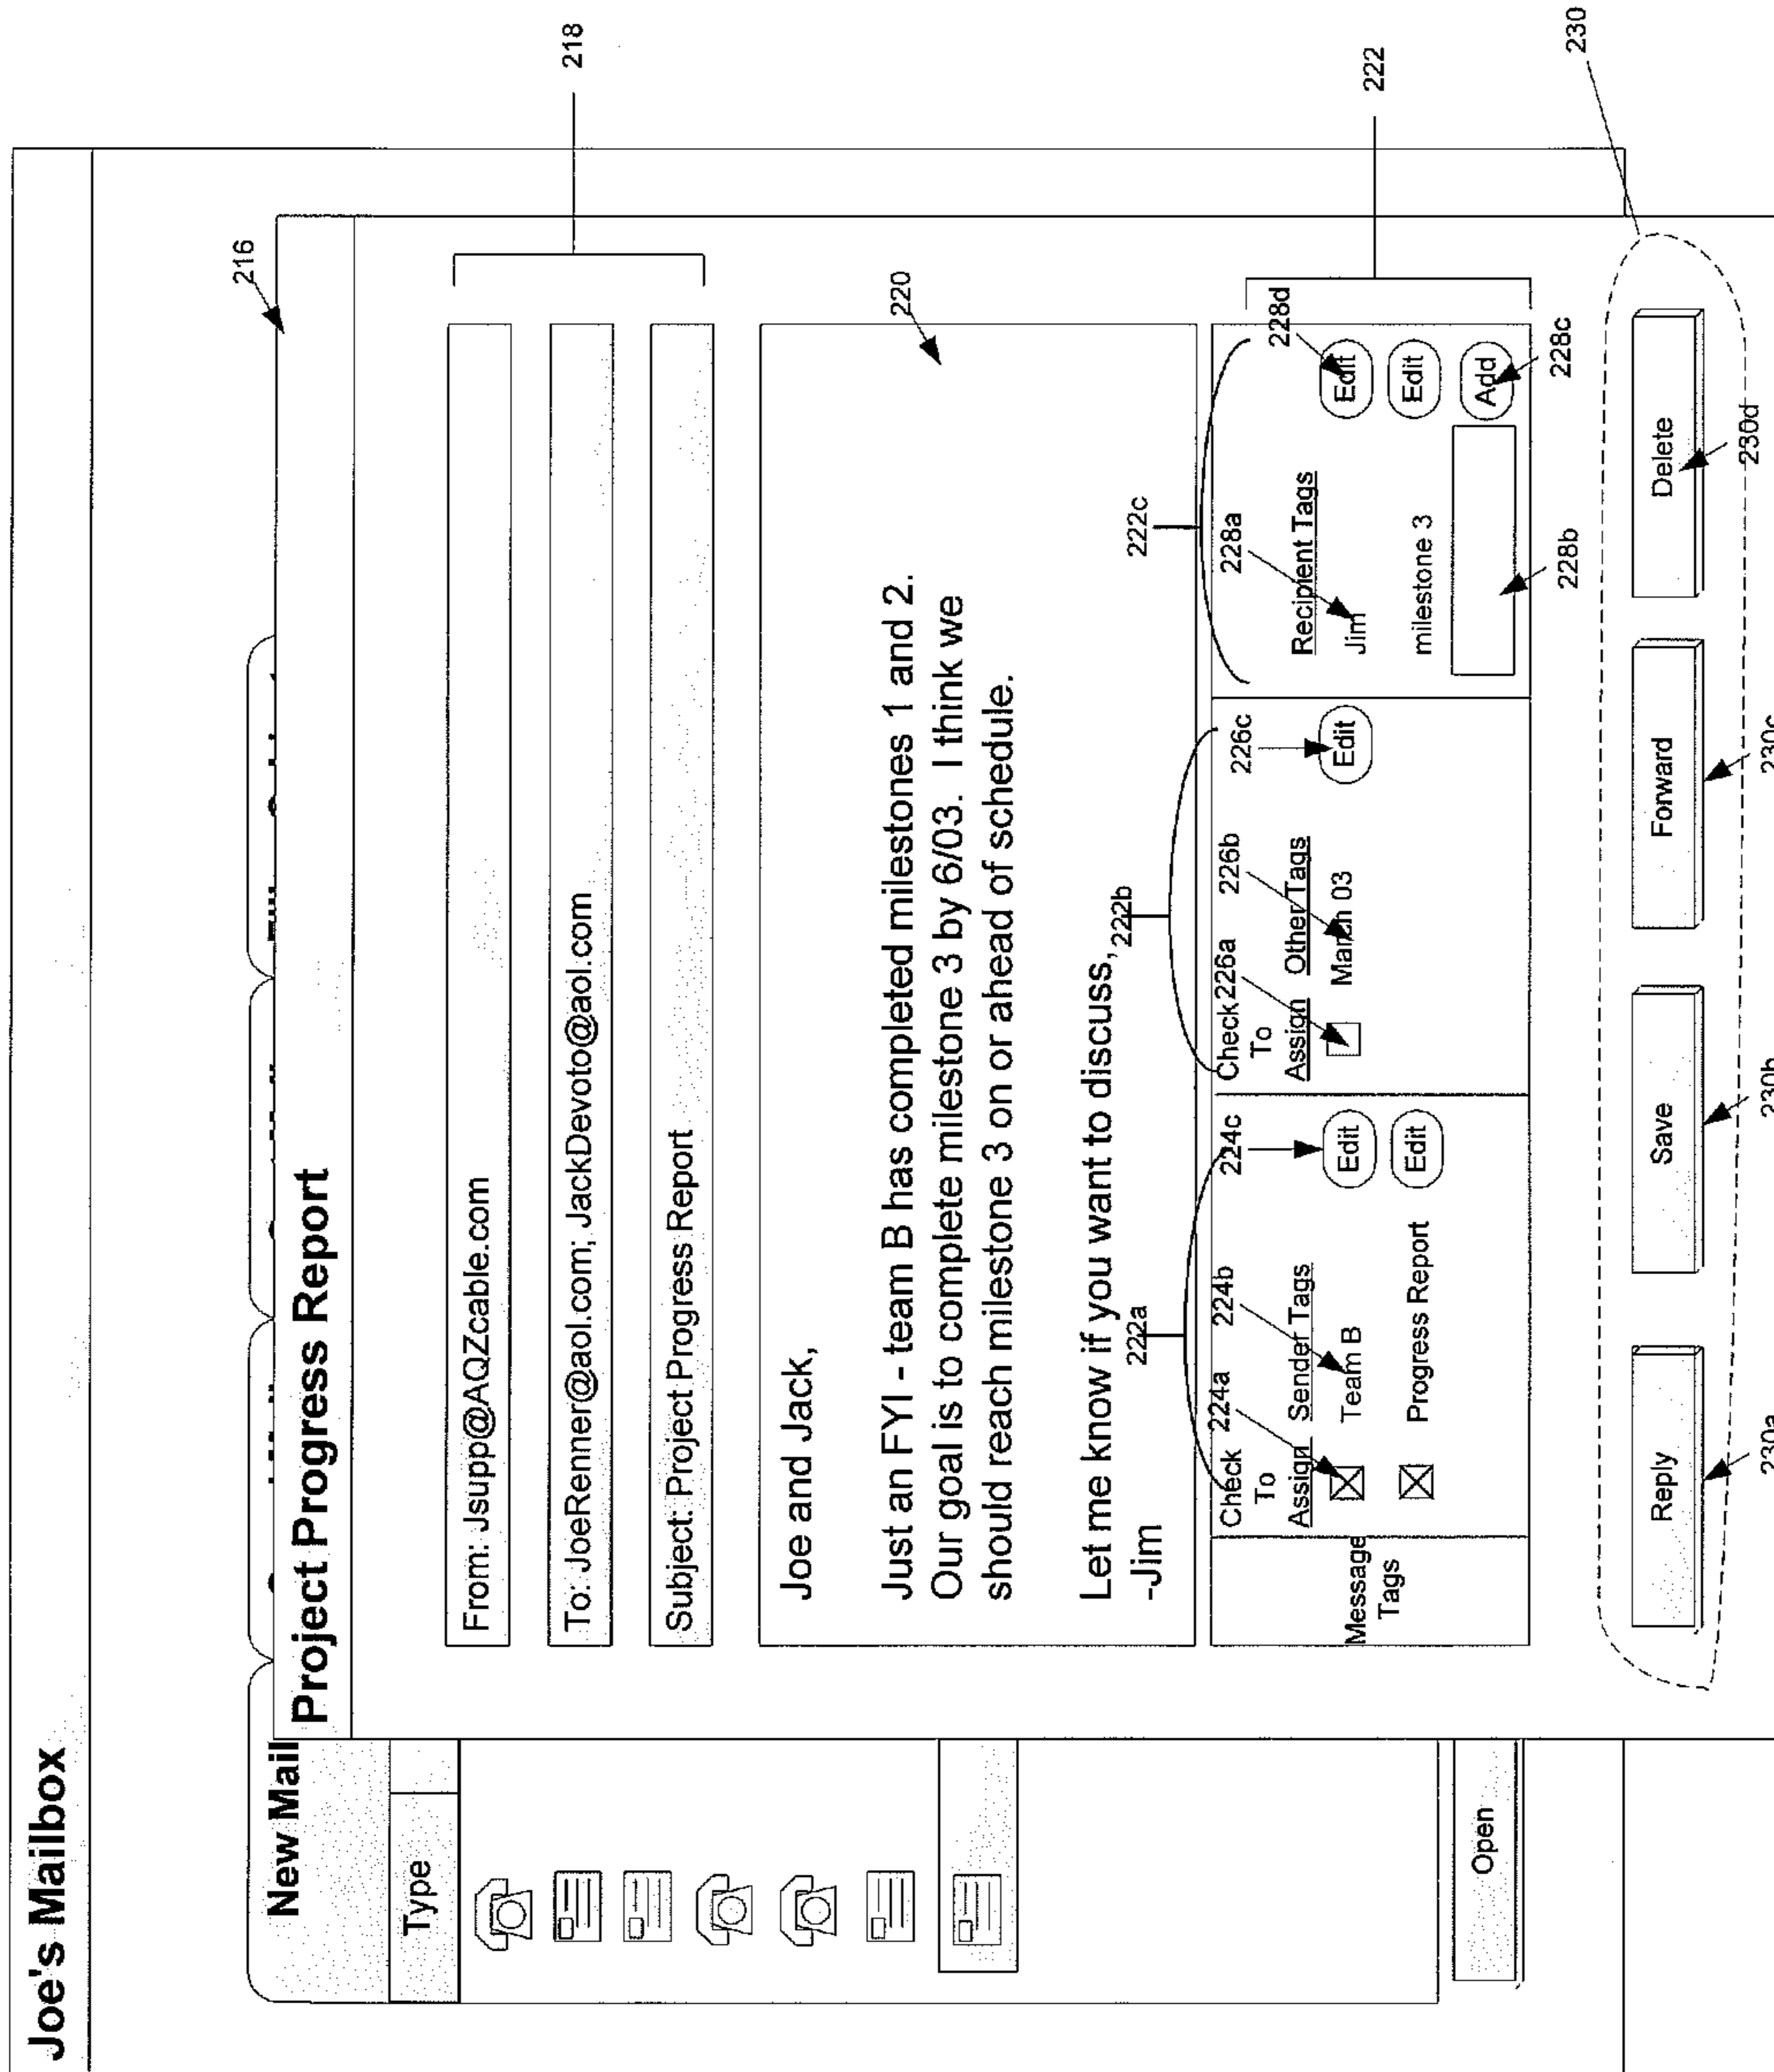 Joe's Mailbox
New Mail
Project Progress Report
216
Type
From: Jsupp@AQZcable.com
To: JoeRenner@aol.com; JackDevoto@aol.com
Subject: Project Progress Report
218
220
Joe and Jack,
Just an FYI - team B has completed milestones 1 and 2.
Our goal is to complete milestone 3 by 6/03. I think we
should reach milestone 3 on or ahead of schedule.
Let me know if you want to discuss,
-Jim
222a
222b
222c
222
Message
Tags
Check
To
Assign
224a
224b
224c
Sender Tags
Team B
Edit
Progress Report
Edit
Check
To
Assign
226a
226b
226c
Other Tags
March 03
Edit
228a
228d
Recipient Tags
Jim
Edit
milestone 3
Edit
Add
228b
228c
Open
Reply
Save
Forward
Delete
230
230a
230b
230c
230d